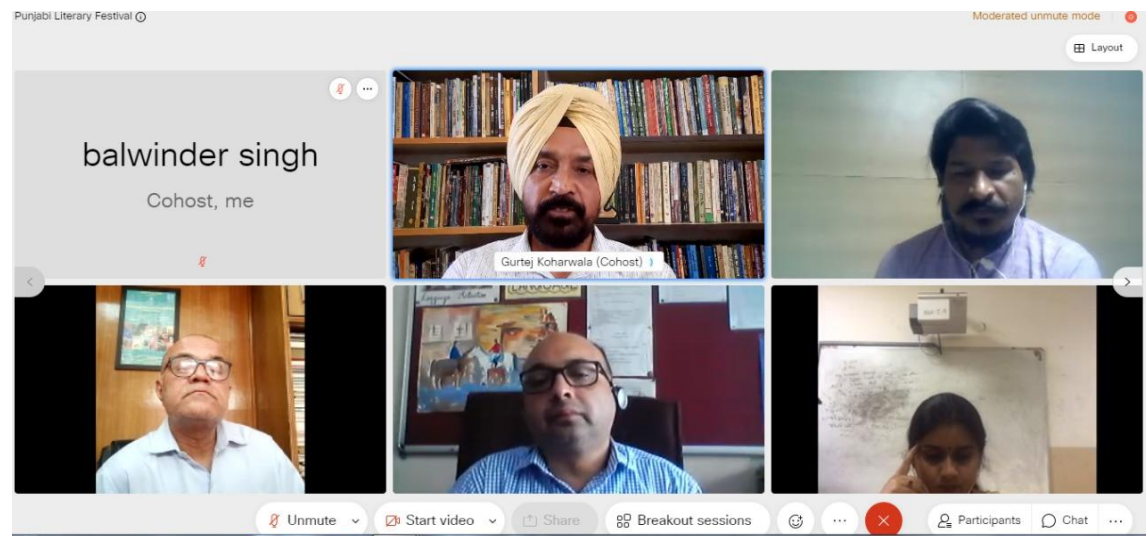 Punjabi Literary Festival
Moderated unmute mode
Layout
balwinder singh
Cohost, me
Gurtej Koharwala (Cohost)
LANGUAGE
Unmute
Start video
Share
Breakout sessions
Participants
Chat